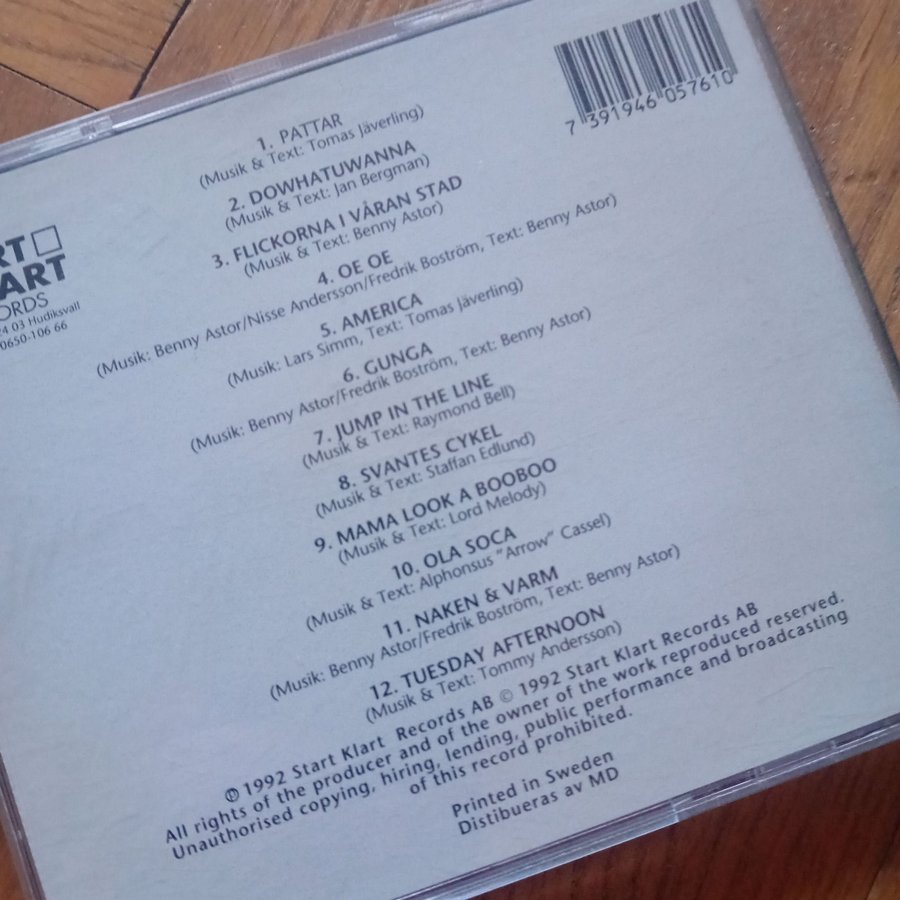 7 391946 057610
1. PATTAR
(Musik & Text: Tomas Jäverling)
2. DOWHATUWANNA
(Musik & Text: Jan Bergman)
3. FLICKORNA I VÅRAN STAD
(Musik & Text: Benny Astor)
4. OE OE
(Musik: Benny Astor/Nisse Andersson/Fredrik Boström, Text: Benny Astor)
5. AMERICA
(Musik: Lars Simm, Text: Tomas Jäverling)
6. GUNGA
(Musik: Benny Astor/Fredrik Boström, Text: Benny Astor)
7. JUMP IN THE LINE
(Musik & Text: Raymond Bell)
8. SVANTES CYKEL
(Musik & Text: Staffan Edlund)
9. MAMA LOOK A BOOBOO
(Musik & Text: Lord Melody)
10. OLA SOCA
(Musik & Text: Alphonsus "Arrow" Cassel)
11. NAKEN & VARM
(Musik: Benny Astor/Fredrik Boström, Text: Benny Astor)
12. TUESDAY AFTERNOON
(Musik & Text: Tommy Andersson)
RT
ART
ORDS
24 03 Hudiksvall
0650-106 66
℗ 1992 Start Klart Records AB © 1992 Start Klart Records AB
All rights of the producer and of the owner of the work reproduced reserved.
Unauthorised copying, hiring, lending, public performance and broadcasting
of this record prohibited.
Printed in Sweden
Distibueras av MD